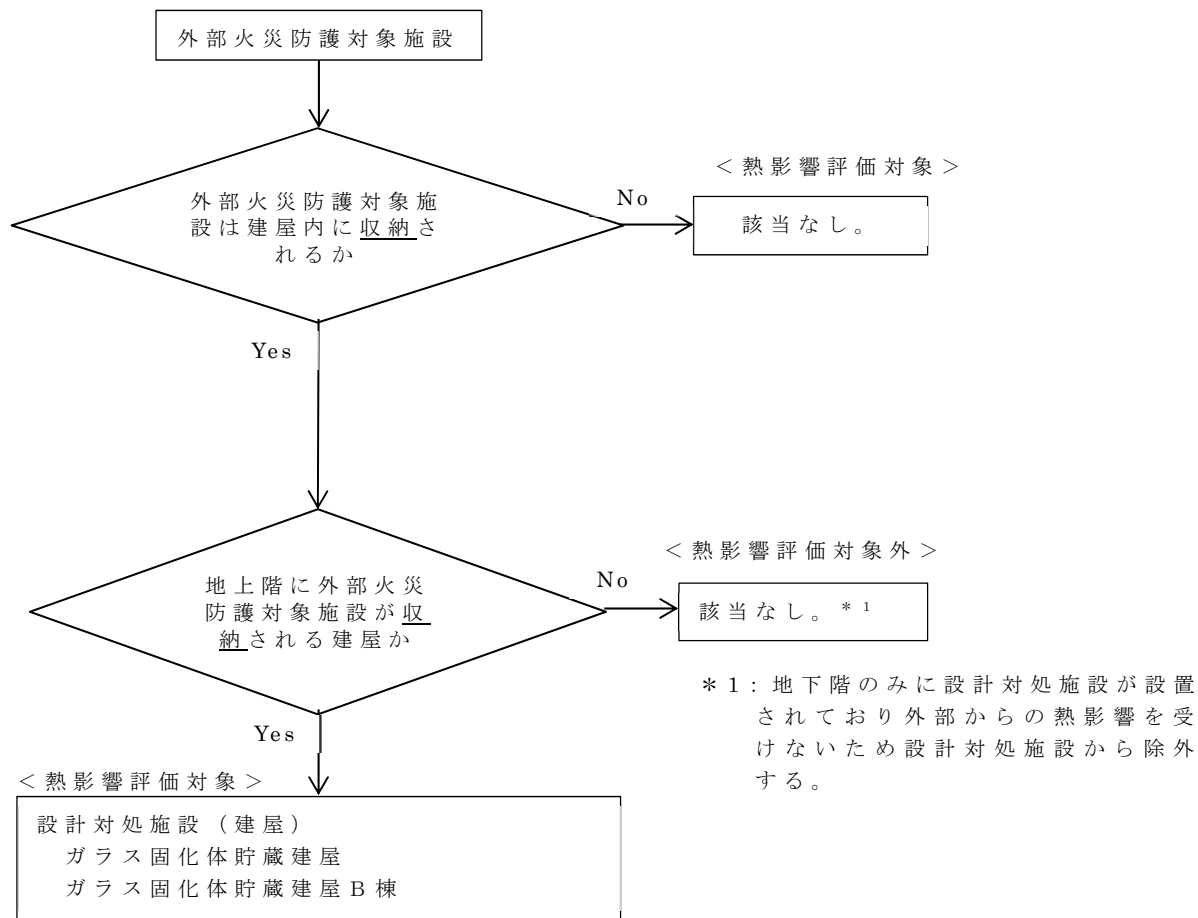 外部火災防護対象施設
外部火災防護対象施
設は建屋内に収納さ
れるか
No
＜熱影響評価対象＞
該当なし。
Yes
地上階に外部火災
防護対象施設が収
納される建屋か
No
＜熱影響評価対象外＞
該当なし。＊1
＊1：地下階のみに設計対処施設が設置
されており外部からの熱影響を受
けないため設計対処施設から除外
する。
Yes
＜熱影響評価対象＞
設計対処施設（建屋）
ガラス固化体貯蔵建屋
ガラス固化体貯蔵建屋B棟